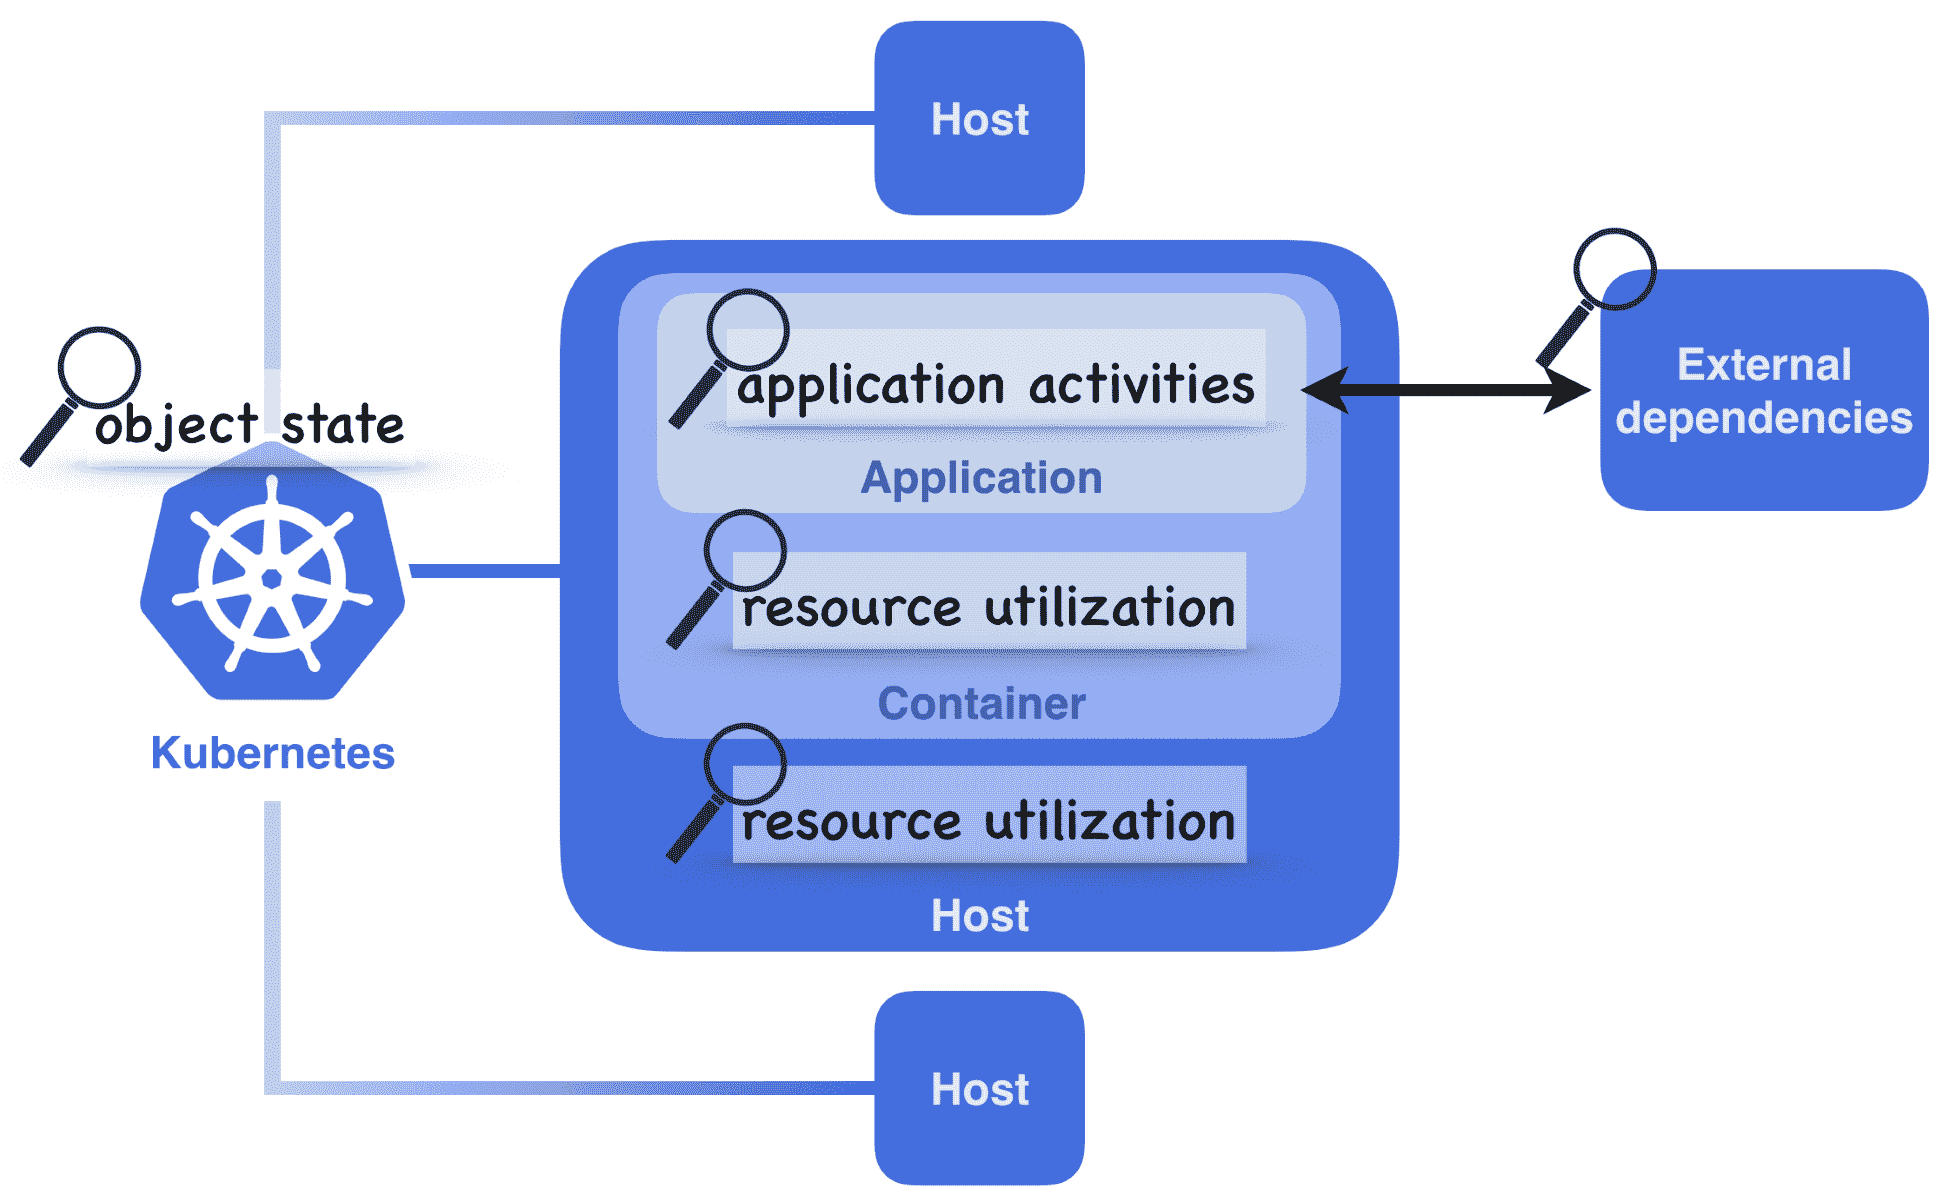 Host
object state
Kubernetes
application activities
Application
resource utilization
Container
resource utilization
Host
External
dependencies
Host